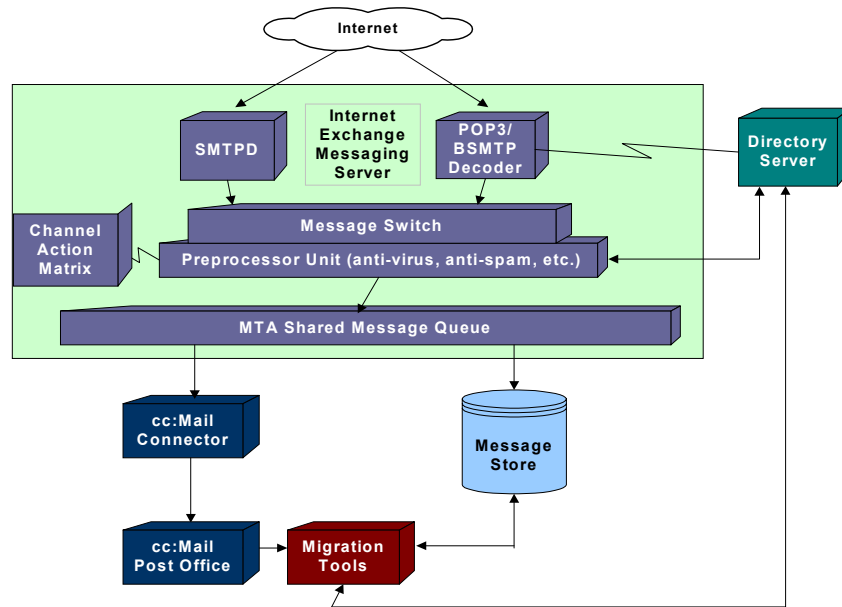 Internet
Internet
Exchange
Messaging
Server
SMTPD
POP3/
BSMTP
Decoder
Directory
Server
Message Switch
Channel
Action
Matrix
Preprocessor Unit (anti-virus, anti-spam, etc.)
MTA Shared Message Queue
cc:Mail
Connector
Message
Store
cc:Mail
Post Office
Migration
Tools